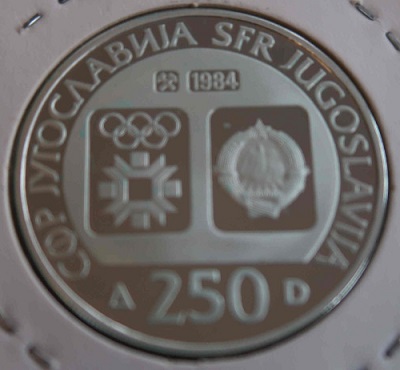 СФР ЈУГОСЛАВИЈА SFR JUGOSLAVIJA
1984
Д 250 D